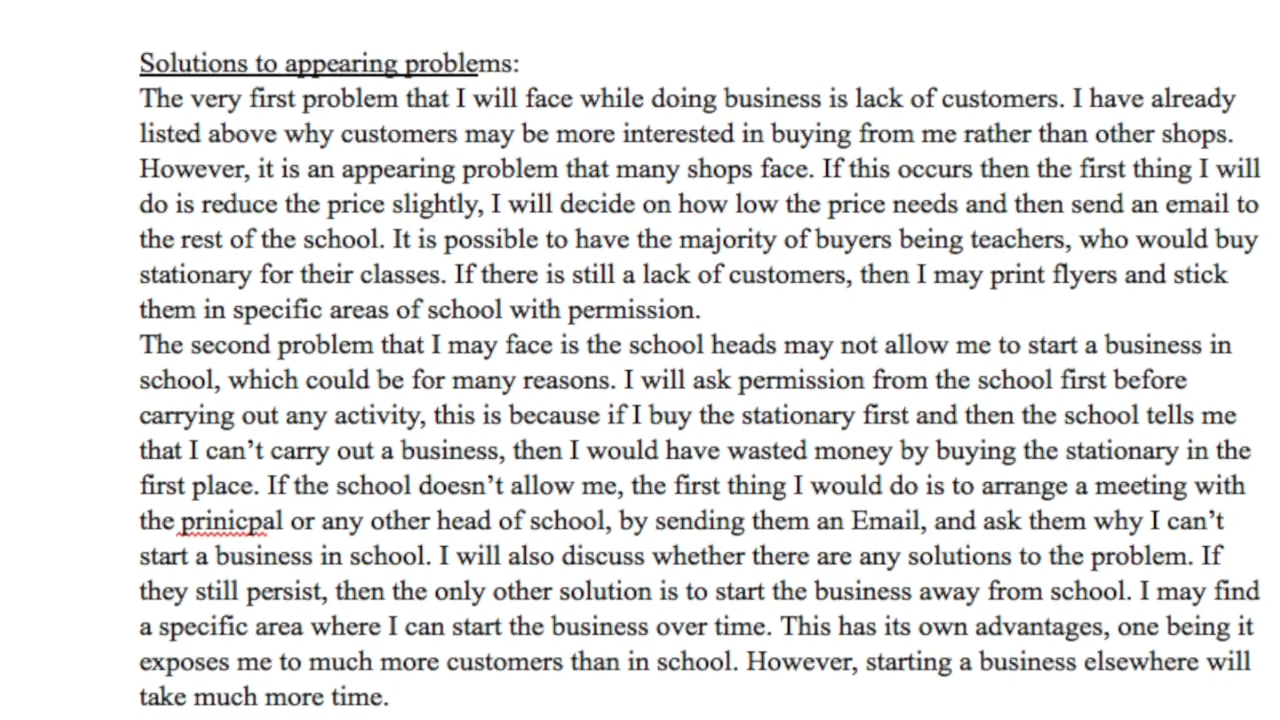 Solutions to appearing problems:
The very first problem that I will face while doing business is lack of customers. I have already
listed above why customers may be more interested in buying from me rather than other shops.
However, it is an appearing problem that many shops face. If this occurs then the first thing I will
do is reduce the price slightly, I will decide on how low the price needs and then send an email to
the rest of the school. It is possible to have the majority of buyers being teachers, who would buy
stationary for their classes. If there is still a lack of customers, then I may print flyers and stick
them in specific areas of school with permission.
The second problem that I may face is the school heads may not allow me to start a business in
school, which could be for many reasons. I will ask permission from the school first before
carrying out any activity, this is because if I buy the stationary first and then the school tells me
that I can’t carry out a business, then I would have wasted money by buying the stationary in the
first place. If the school doesn’t allow me, the first thing I would do is to arrange a meeting with
the prinicpal or any other head of school, by sending them an Email, and ask them why I can’t
start a business in school. I will also discuss whether there are any solutions to the problem. If
they still persist, then the only other solution is to start the business away from school. I may find
a specific area where I can start the business over time. This has its own advantages, one being it
exposes me to much more customers than in school. However, starting a business elsewhere will
take much more time.